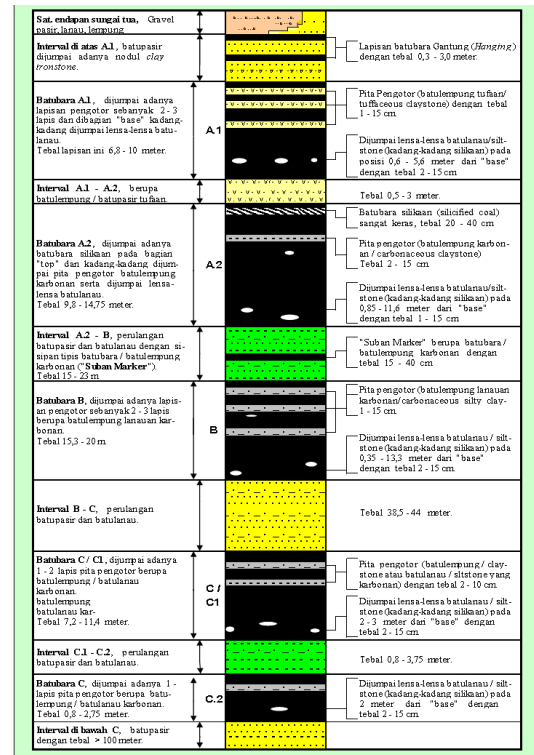 Sat. endapan sungai tua, Gravel
pasir, lanau, lempung
Interval di atas A.1, batupasir
dijumpai adanya nodul clay
ironstone.
Lapisan batubara Gantung (Hanging)
dengan tebal 0,3 - 3,0 meter.
Batubara A.1, dijumpai adanya
lapisan pengotor sebanyak 2 - 3
lapis dan dibagian "base" kadang-
kadang dijumpai lensa-lensa batu-
lanau.
Tebal lapisan ini 6,8 - 10 meter.
A.1
Pita Pengotor (batulempung tufaan/
tuffaceous claystone) dengan tebal
1 - 15 cm.
Dijumpai lensa-lensa batulanau/silt-
stone (kadang-kadang silikaan) pada
posisi 0,6 - 5,6 meter dari "base"
dengan tebal 2 - 15 cm
Interval A.1 - A.2, berupa
batulempung / batupasir tufaan.
Tebal 0,5 - 3 meter.
Batubara A.2, dijumpai adanya
batubara silikaan pada bagian
"top" dan kadang-kadang dijum-
pai pita pengotor batulempung
karbonan serta dijumpai lensa-
lensa batulanau.
Tebal 9,8 - 14,75 meter.
A.2
Batubara silikaan (silicified coal)
sangat keras, tebal 20 - 40 cm
Pita pengotor (batulempung karbon-
an / carbonaceous claystone)
Tebal 2 - 15 cm.
Dijumpai lensa-lensa batulanau/silt-
stone (kadang-kadang silikaan) pada
0,85 - 11,6 meter dari "base"
dengan tebal 1 - 15 cm
Interval A.2 - B, perulangan
batupasir dan batulanau dengan si-
sipan tipis batubara / batulempung
karbonan ("Suban Marker").
Tebal 15 - 23 m
"Suban Marker" berupa batubara /
batulempung karbonan dengan
tebal 15 - 40 cm
Batubara B, dijumpai adanya lapis-
an pengotor sebanyak 2 - 3 lapis
berupa batulempung lanauan kar-
bonan.
Tebal 15,3 - 20 m.
B
Pita pengotor (batulempung lanauan
karbonan/carbonaceous silty clay-
1 - 15 cm.
Dijumpai lensa-lensa batulanau / silt-
stone (kadang-kadang silikaan) pada
0,35 - 13,3 meter dari "base"
dengan tebal 2 - 15 cm.
Interval B - C, perulangan
batupasir dan batulanau.
Tebal 38,5 - 44 meter.
Batubara C / C1, dijumpai adanya
1 - 2 lapis pita pengotor berupa
batulempung / batulanau
karbonan.
batulempung
batulanau kar-
Tebal 7,2 - 11,4 meter.
C /
C1
Pita pengotor (batulempung / clay-
stone atau batulanau / siltstone yang
karbonan) dengan tebal 2 - 10 cm.
Dijumpai lensa-lensa batulanau / silt-
stone (kadang-kadang silikaan) pada
2 - 3 meter dari "base" dengan
tebal 2 - 15 cm
Interval C.1 - C.2, perulangan
batupasir dan batulanau.
Tebal 0,8 - 3,75 meter.
Batubara C, dijumpai adanya 1 -
lapis pita pengotor berupa batu-
lempung / batulanau karbonan.
Tebal 0,8 - 2,75 meter.
C.2
Dijumpai lensa-lensa batulanau / silt-
stone (kadang-kadang silikaan) pada
2 meter dari "base" dengan
tebal 2 - 15 cm.
Interval di bawah C, batupasir
dengan tebal > 100 meter.